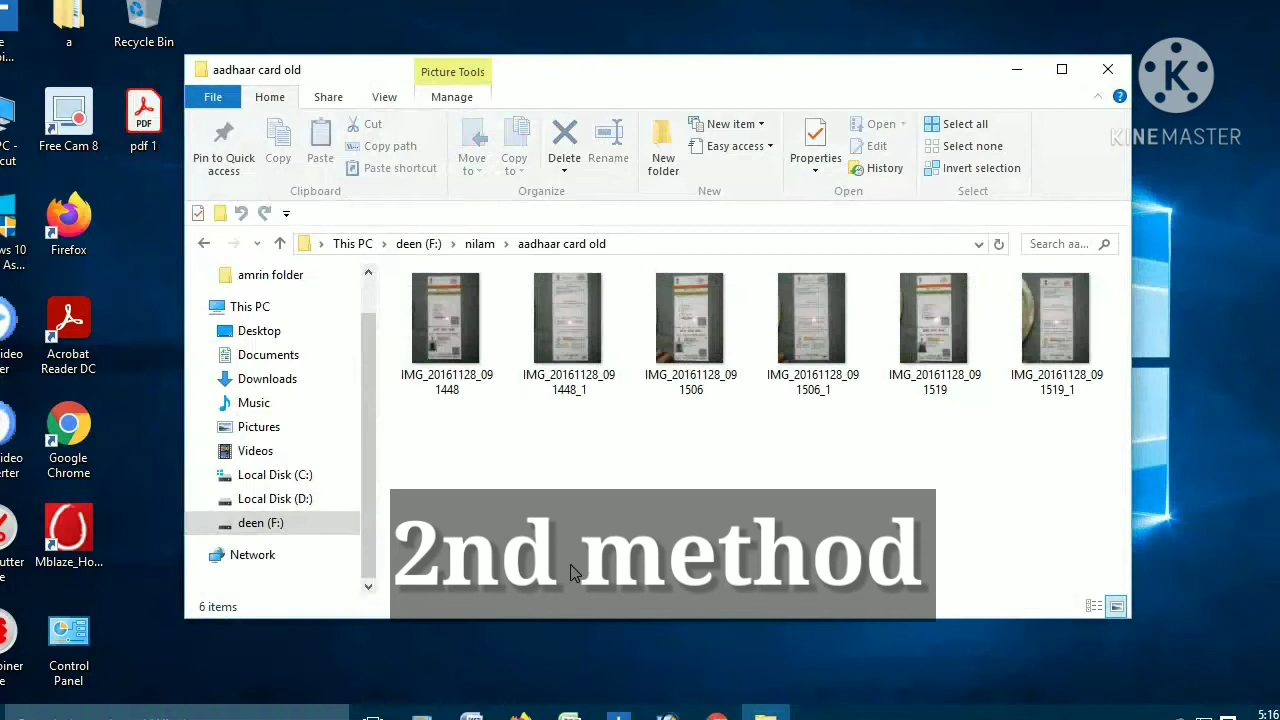 a
Recycle Bin
Free Cam 8
PDF
pdf 1
Firefox
Acrobat
Reader DC
Google
Chrome
Mblaze_Ho...
Control
Panel
aadhaar card old
Picture Tools
File
Home
Share
View
Manage
Pin to Quick
access
Copy
Paste
Cut
Copy path
Paste shortcut
Clipboard
Move
to
Copy
to
Delete
Rename
Organize
New
folder
New item
Easy access
New
Properties
Open
Edit
History
Open
Select all
Select none
Invert selection
Select
This PC
deen (F:)
nilam
aadhaar card old
Search aa...
amrin folder
This PC
Desktop
Documents
Downloads
Music
Pictures
Videos
Local Disk (C:)
Local Disk (D:)
deen (F:)
Network
IMG_20161128_09
1448
IMG_20161128_09
1448_1
IMG_20161128_09
1506
IMG_20161128_09
1506_1
IMG_20161128_09
1519
IMG_20161128_09
1519_1
2nd method
6 items
K
KINEMASTER
5:16